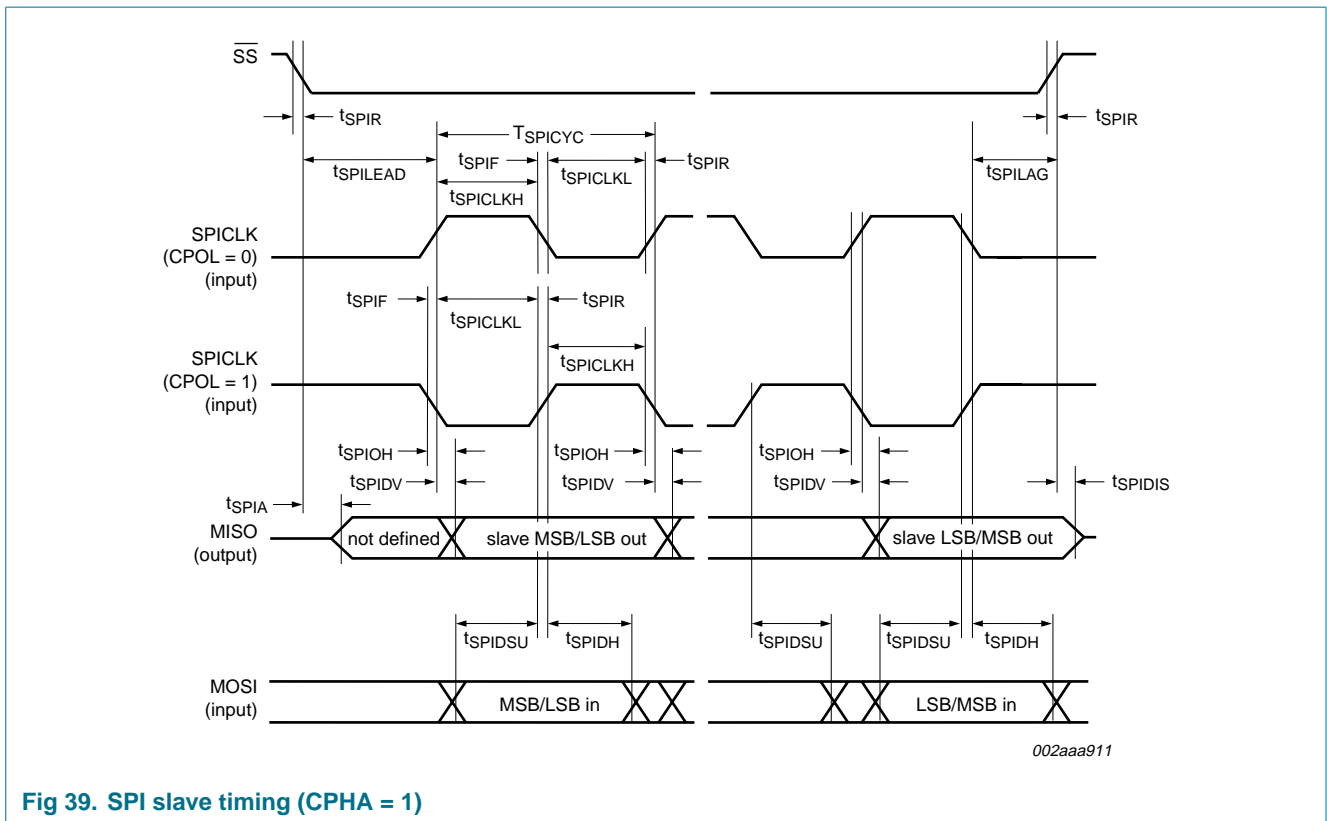 SS
tSPIR
tSPIR
TSPICYC
tSPILEAD
tSPIF
tSPICLKL
tSPIR
tSPILAG
tSPICLKH
SPICLK
(CPOL = 0)
(input)
tSPIF
tSPICLKL
tSPIR
SPICLK
(CPOL = 1)
(input)
tSPICLKH
tSPIOH
tSPIOH
tSPIOH
tSPIDV
tSPIDV
tSPIDV
tSPIDIS
tSPIA
MISO
(output)
not defined
slave MSB/LSB out
slave LSB/MSB out
tSPIDSU
tSPIDH
tSPIDSU
tSPIDSU
tSPIDH
MOSI
(input)
MSB/LSB in
LSB/MSB in
002aaa911
Fig 39. SPI slave timing (CPHA = 1)